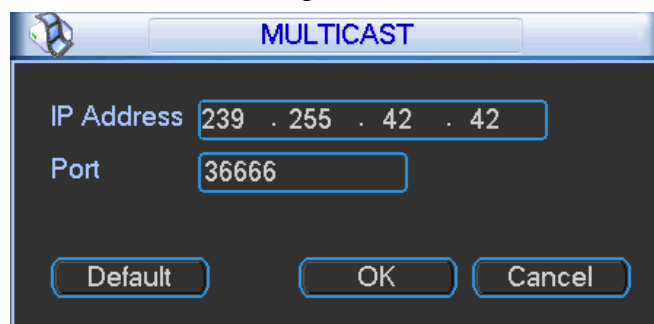 MULTICAST
IP Address 239 . 255 . 42 . 42
Port 36666
Default OK Cancel